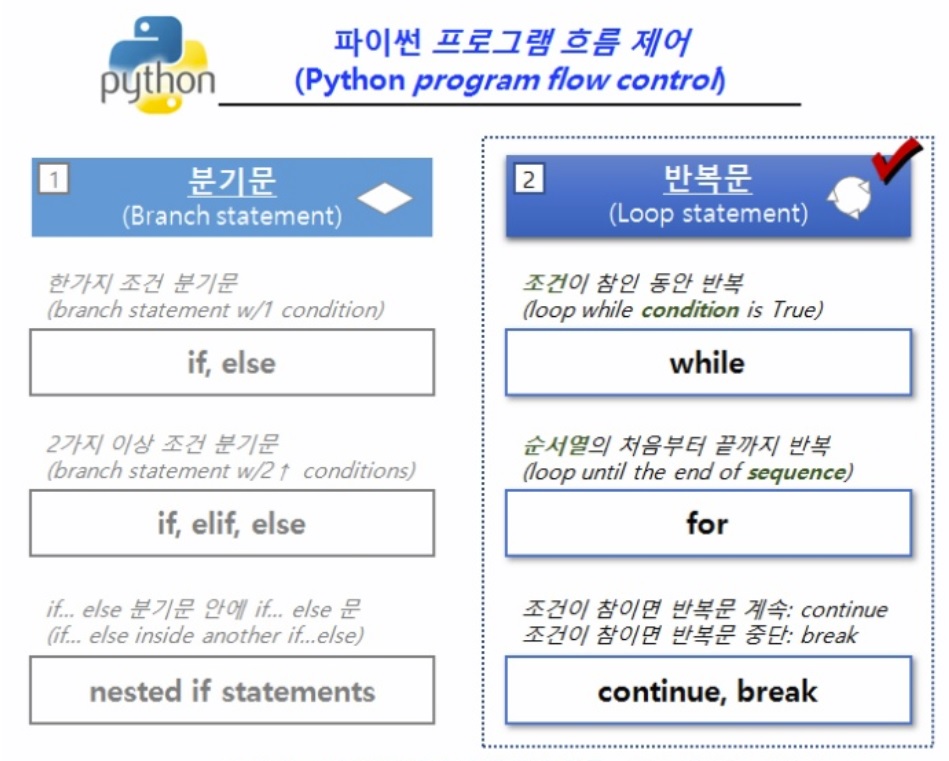 python
파이썬 프로그램 흐름 제어
(Python program flow control)
1
분기문
(Branch statement)
한가지 조건 분기문
(branch statement w/1 condition)
if, else
2가지 이상 조건 분기문
(branch statement w/2↑ conditions)
if, elif, else
if... else 분기문 안에 if... else 문
(if... else inside another if...else)
nested if statements
2
반복문
(Loop statement)
조건이 참인 동안 반복
(loop while condition is True)
while
순서열의 처음부터 끝까지 반복
(loop until the end of sequence)
for
조건이 참이면 반복문 계속: continue
조건이 참이면 반복문 중단: break
continue, break